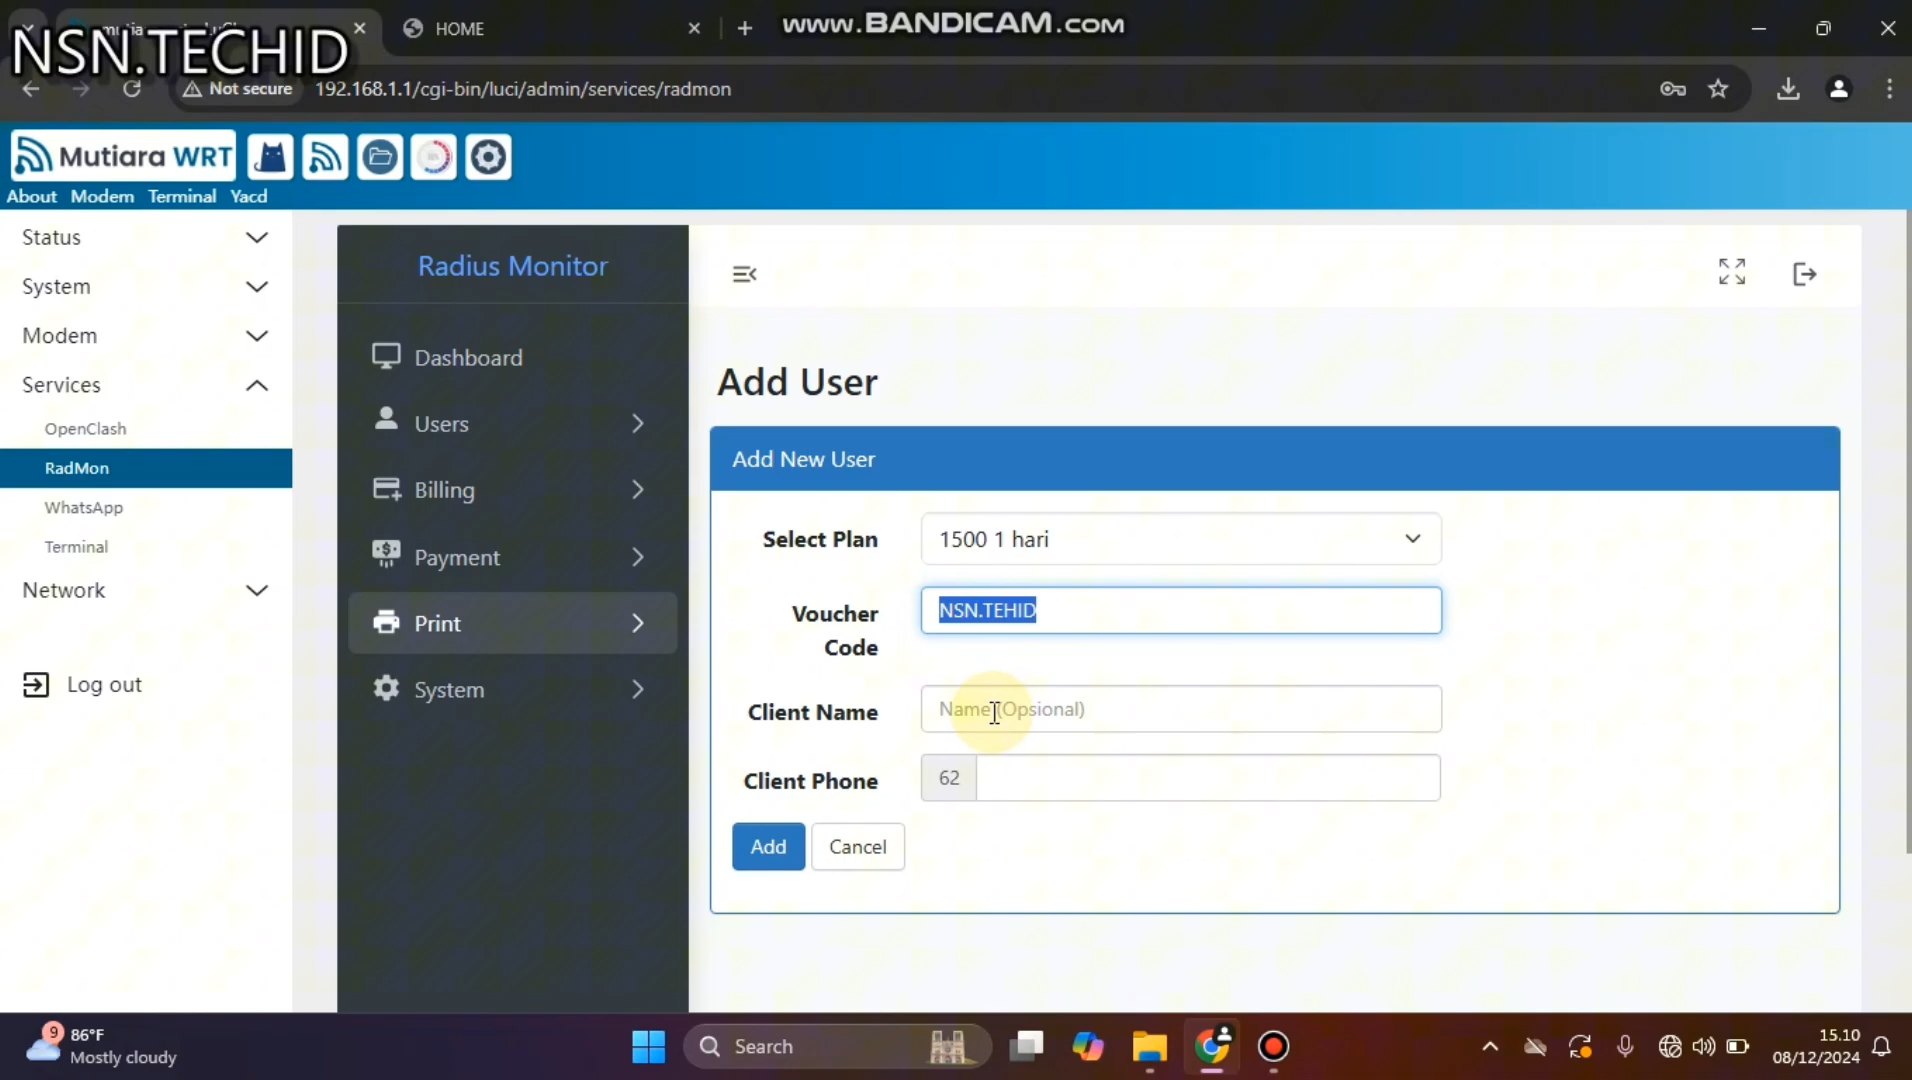 HOME
www.BANDICAM.com
NSN.TECHID
Not secure
192.168.1.1/cgi-bin/luci/admin/services/radmon
Mutiara WRT
About Modem Terminal Yacd
Status
System
Modem
Services
OpenClash
RadMon
WhatsApp
Terminal
Network
Log out
Radius Monitor
Dashboard
Users
Billing
Payment
Print
System
Add User
Add New User
Select Plan
1500 1 hari
Voucher
Code
NSN.TEHID
Client Name
Name (Opsional)
Client Phone
62
Add
Cancel
9
86°F
Mostly cloudy
Search
15.10
08/12/2024